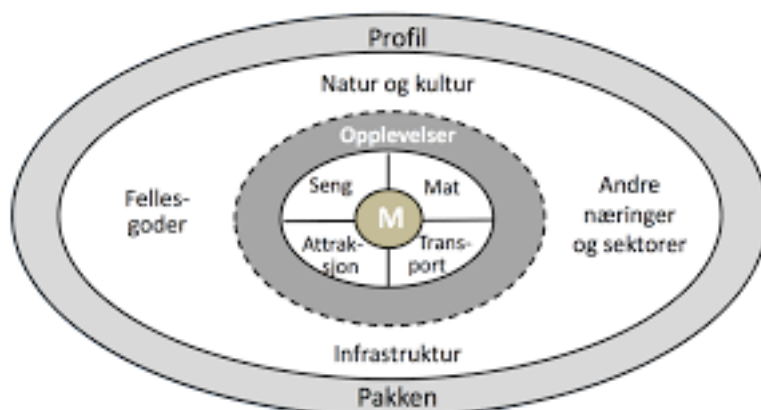 Profil
Natur og kultur
Opplevelser
Seng
Mat
Felles-
goder
M
Andre
næringer
og sektorer
Attrak-
sjon
Trans-
port
Infrastruktur
Pakken